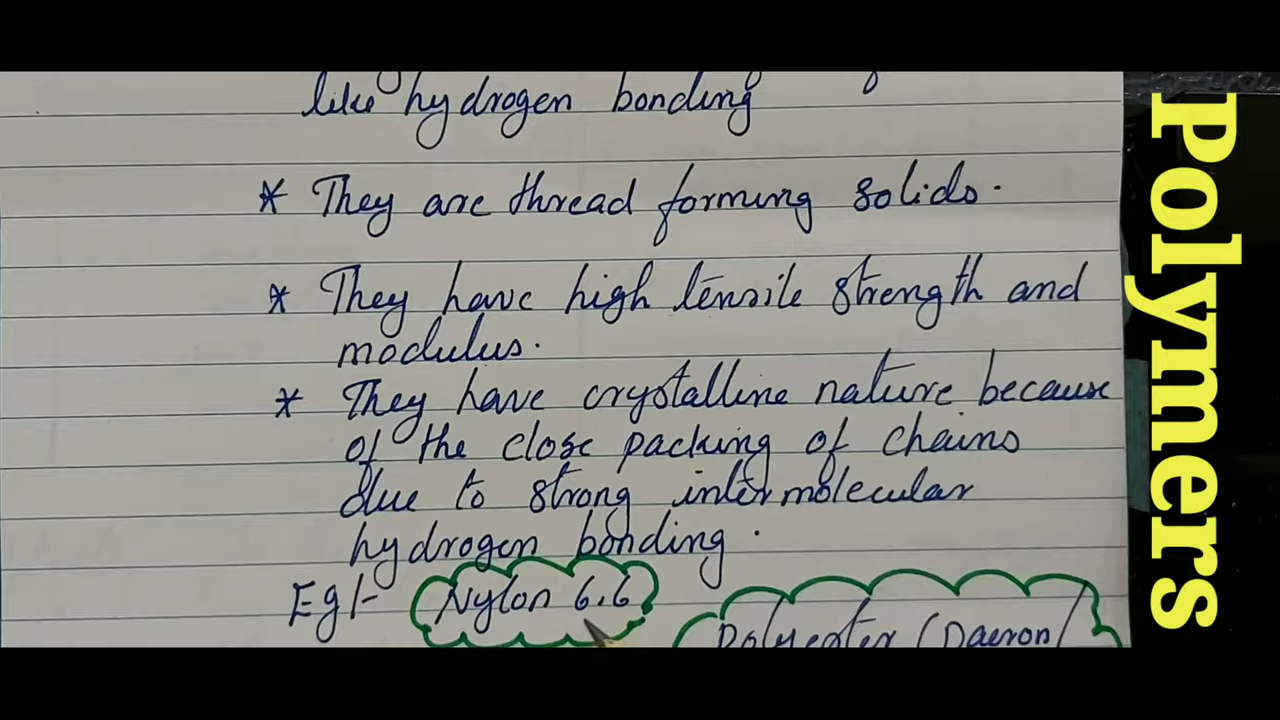 like hydrogen bonding
* They are thread forming solids.
* They have high tensile strength and
modulus.
* They have crystalline nature because
of the close packing of chains
due to strong intermolecular
hydrogen bonding.
Eg:- Nylon 6.6
Polyester (Dacron)
Polymers